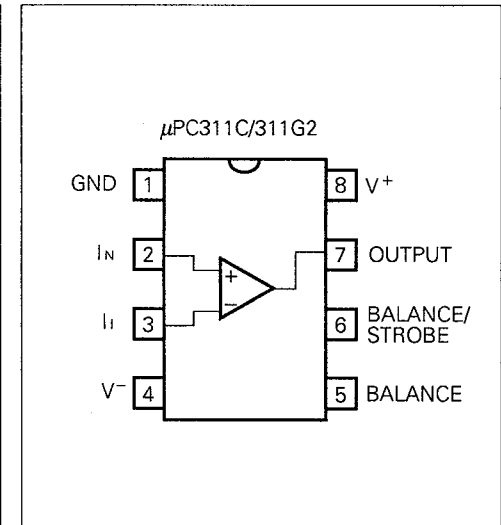 μPC311C/311G2
GND 1
8 V+
IN 2
7 OUTPUT
+
II 3
−
6 BALANCE/
STROBE
V− 4
5 BALANCE